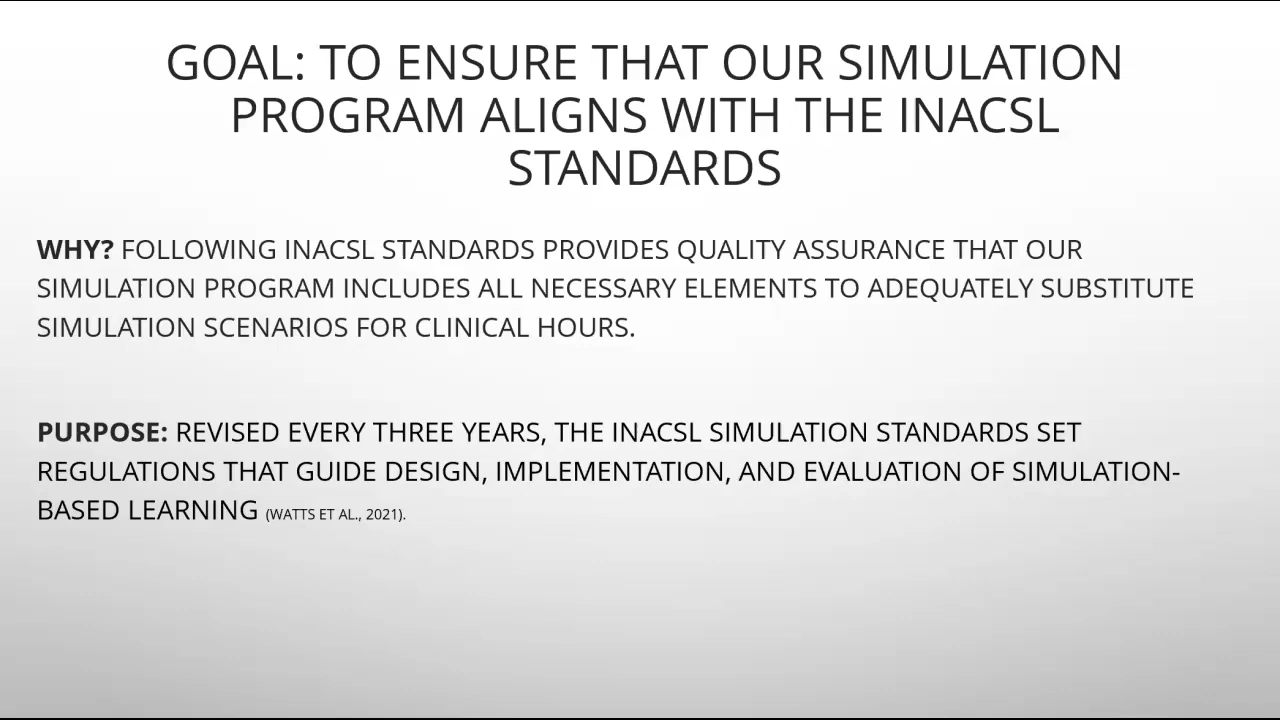 GOAL: TO ENSURE THAT OUR SIMULATION
PROGRAM ALIGNS WITH THE INACSL
STANDARDS
WHY? FOLLOWING INACSL STANDARDS PROVIDES QUALITY ASSURANCE THAT OUR
SIMULATION PROGRAM INCLUDES ALL NECESSARY ELEMENTS TO ADEQUATELY SUBSTITUTE
SIMULATION SCENARIOS FOR CLINICAL HOURS.
PURPOSE: REVISED EVERY THREE YEARS, THE INACSL SIMULATION STANDARDS SET
REGULATIONS THAT GUIDE DESIGN, IMPLEMENTATION, AND EVALUATION OF SIMULATION-
BASED LEARNING (WATTS ET AL., 2021).